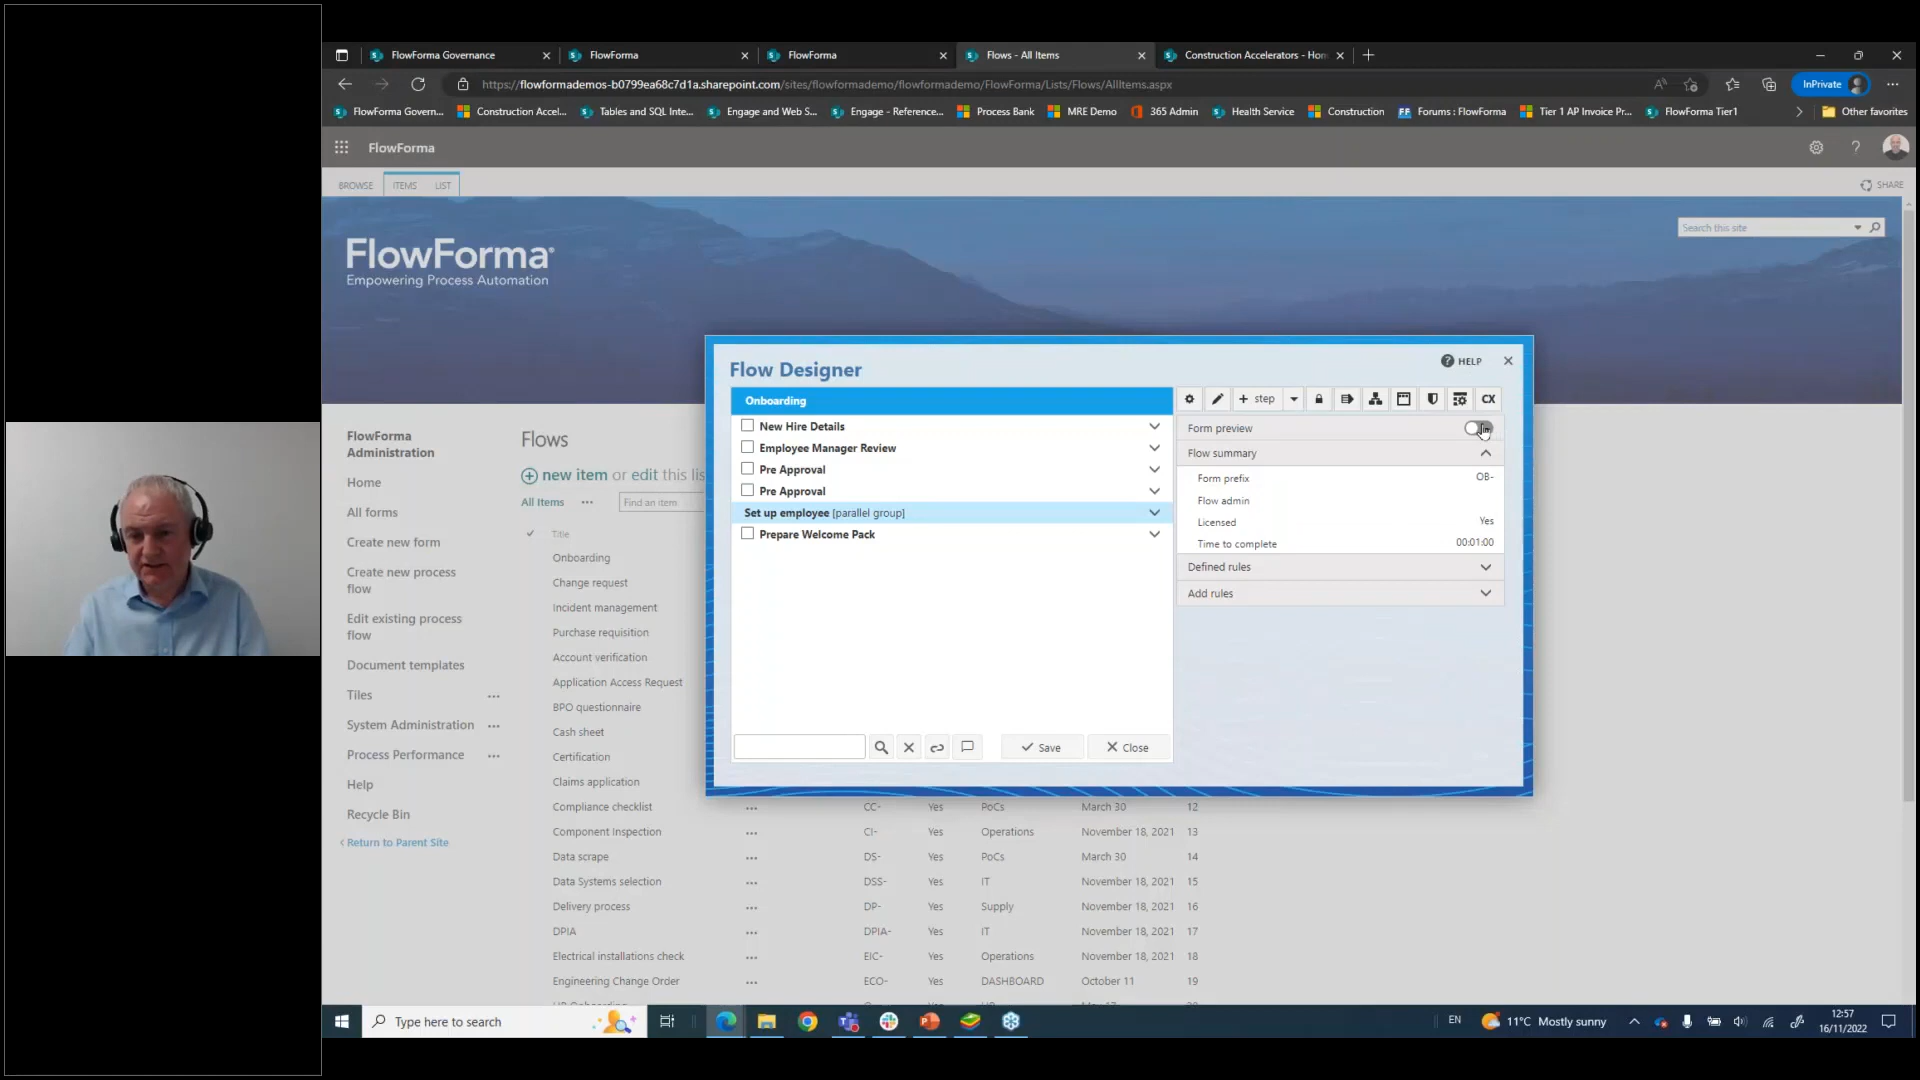 FlowForma Governance
FlowForma
FlowForma
Flows - All Items
Construction Accelerators - Hom
https://flowformademos-b0799ea68c7d1a.sharepoint.com/sites/flowformademo/flowformademo/FlowForma/Lists/Flows/AllItems.aspx
InPrivate
FlowForma Govern...
Construction Accel...
Tables and SQL Inte...
Engage and Web S...
Engage - Reference...
Process Bank
MRE Demo
365 Admin
Health Service
Construction
Forums : FlowForma
Tier 1 AP Invoice Pr...
FlowForma Tier1
Other favorites
FlowForma
BROWSE
ITEMS
LIST
SHARE
FlowForma®
Empowering Process Automation
Search this site
FlowForma
Administration
Home
All forms
Create new form
Create new process
flow
Edit existing process
flow
Document templates
Tiles
System Administration
Process Performance
Help
Recycle Bin
Return to Parent Site
Flows
new item or edit this lis
All Items
Find an item
Title
Onboarding
Change request
Incident management
Purchase requisition
Account verification
Application Access Request
BPO questionnaire
Cash sheet
Certification
Claims application
Compliance checklist CC- Yes PoCs March 30 12
Component Inspection CI- Yes Operations November 18, 2021 13
Data scrape DS- Yes PoCs March 30 14
Data Systems selection DSS- Yes IT November 18, 2021 15
Delivery process DP- Yes Supply November 18, 2021 16
DPIA DPIA- Yes IT November 18, 2021 17
Electrical installations check EIC- Yes Operations November 18, 2021 18
Engineering Change Order ECO- Yes DASHBOARD October 11 19
Flow Designer
HELP
Onboarding
New Hire Details
Employee Manager Review
Pre Approval
Pre Approval
Set up employee [parallel group]
Prepare Welcome Pack
Save
Close
+ step
CX
Form preview
Flow summary
Form prefix OB-
Flow admin
Licensed Yes
Time to complete 00:01:00
Defined rules
Add rules
Type here to search
EN
11°C Mostly sunny
12:57
16/11/2022